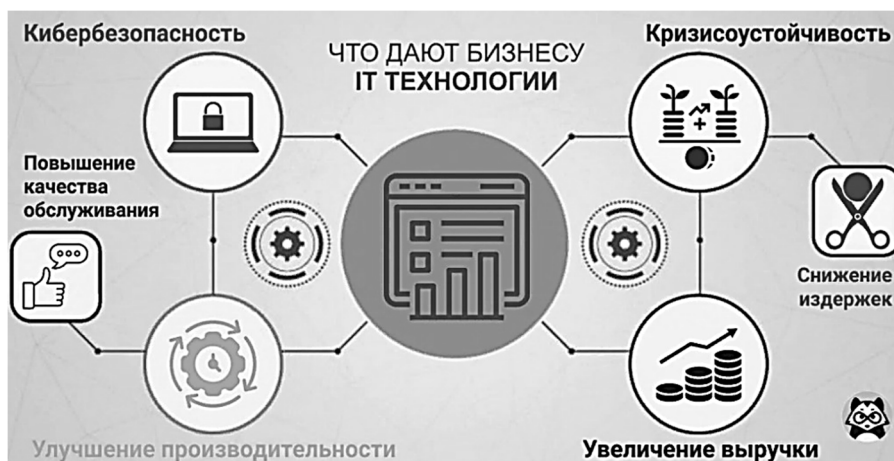 Кибербезопасность
ЧТО ДАЮТ БИЗНЕСУ
IT ТЕХНОЛОГИИ
Кризисоустойчивость
Повышение
качества
обслуживания
Снижение
издержек
Улучшение производительности
Увеличение выручки